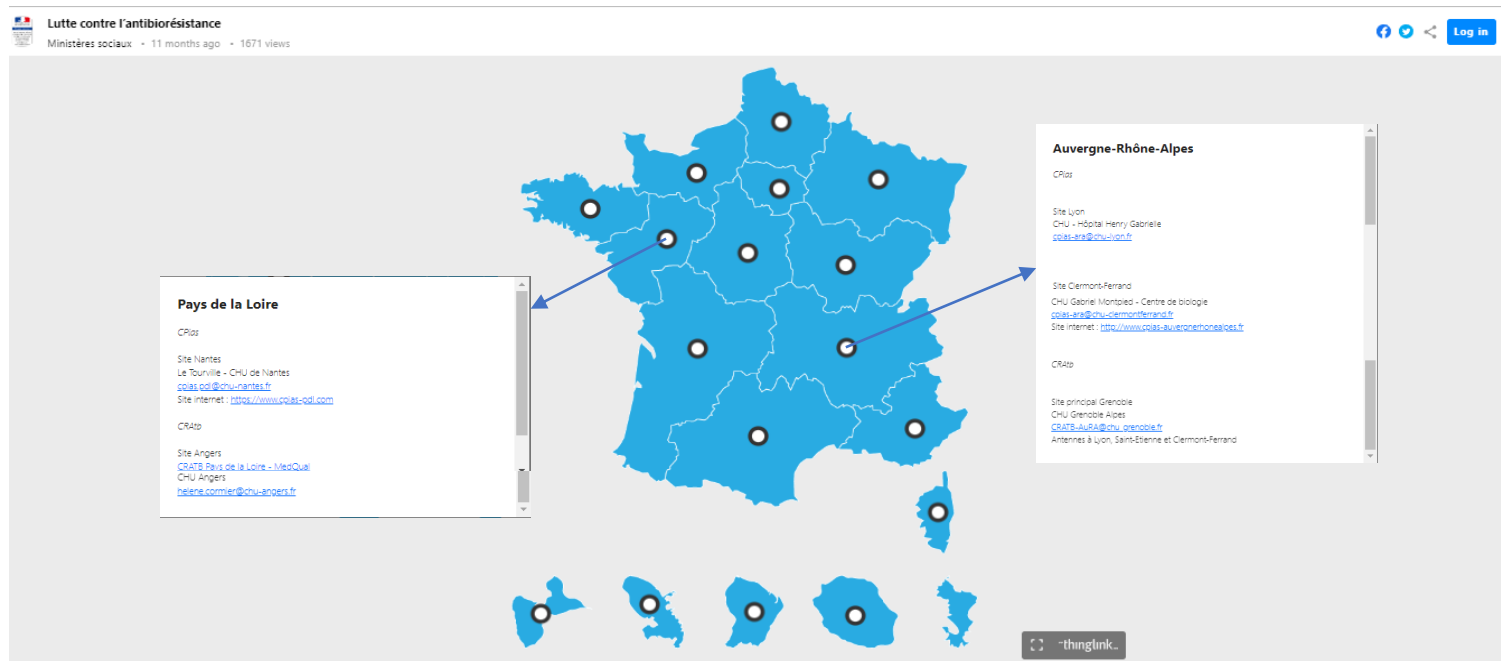 Lutte contre l'antibiorésistance
Ministères sociaux • 11 months ago • 1671 views
Log in
Pays de la Loire
CPias
Site Nantes
Le Tourville - CHU de Nantes
cpias.pdl@chu-nantes.fr
Site internet : https://www.cpias-pdl.com
CRAtb
Site Angers
CRATB Pays de la Loire - MedQual
CHU Angers
helene.cormier@chu-angers.fr
Auvergne-Rhône-Alpes
CPias
Site Lyon
CHU - Hôpital Henry Gabrielle
cpias-ara@chu-lyon.fr
Site Clermont-Ferrand
CHU Gabriel Montpied - Centre de biologie
cpias-ara@chu-clermontferrand.fr
Site internet : http://www.cpias-auvergnerhonealpes.fr
CRAtb
Site principal Grenoble
CHU Grenoble Alpes
CRATB-AuRA@chu_grenoble.fr
Antennes à Lyon, Saint-Etienne et Clermont-Ferrand
thinglink..